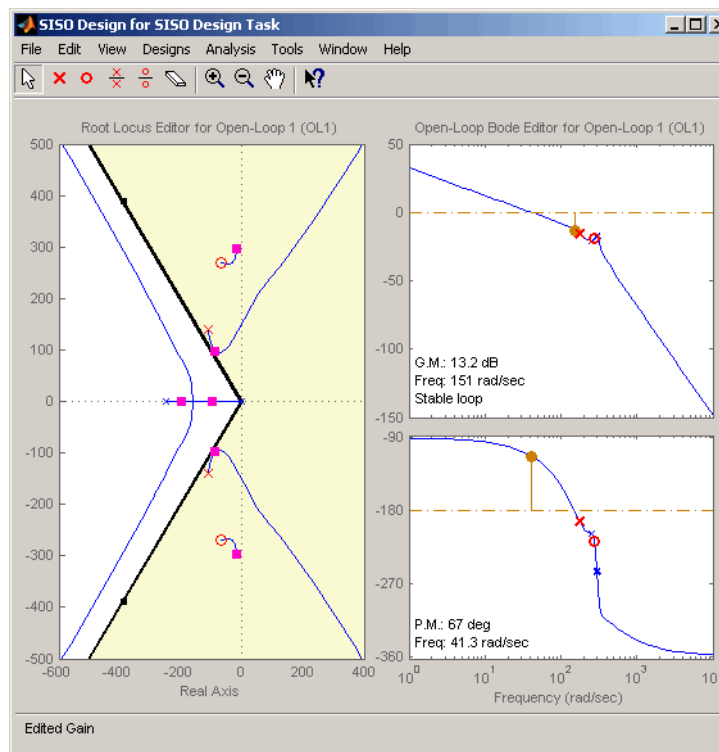 SISO Design for SISO Design Task
File Edit View Designs Analysis Tools Window Help
Root Locus Editor for Open-Loop 1 (OL1)
500
400
300
200
100
0
-100
-200
-300
-400
-500
-600 -400 -200 0 200 400
Real Axis
Open-Loop Bode Editor for Open-Loop 1 (OL1)
50
0
-50
-100
-150
G.M.: 13.2 dB
Freq: 151 rad/sec
Stable loop
-90
-180
-270
-360
P.M.: 67 deg
Freq: 41.3 rad/sec
10^0 10^1 10^2 10^3 10
Frequency (rad/sec)
Edited Gain